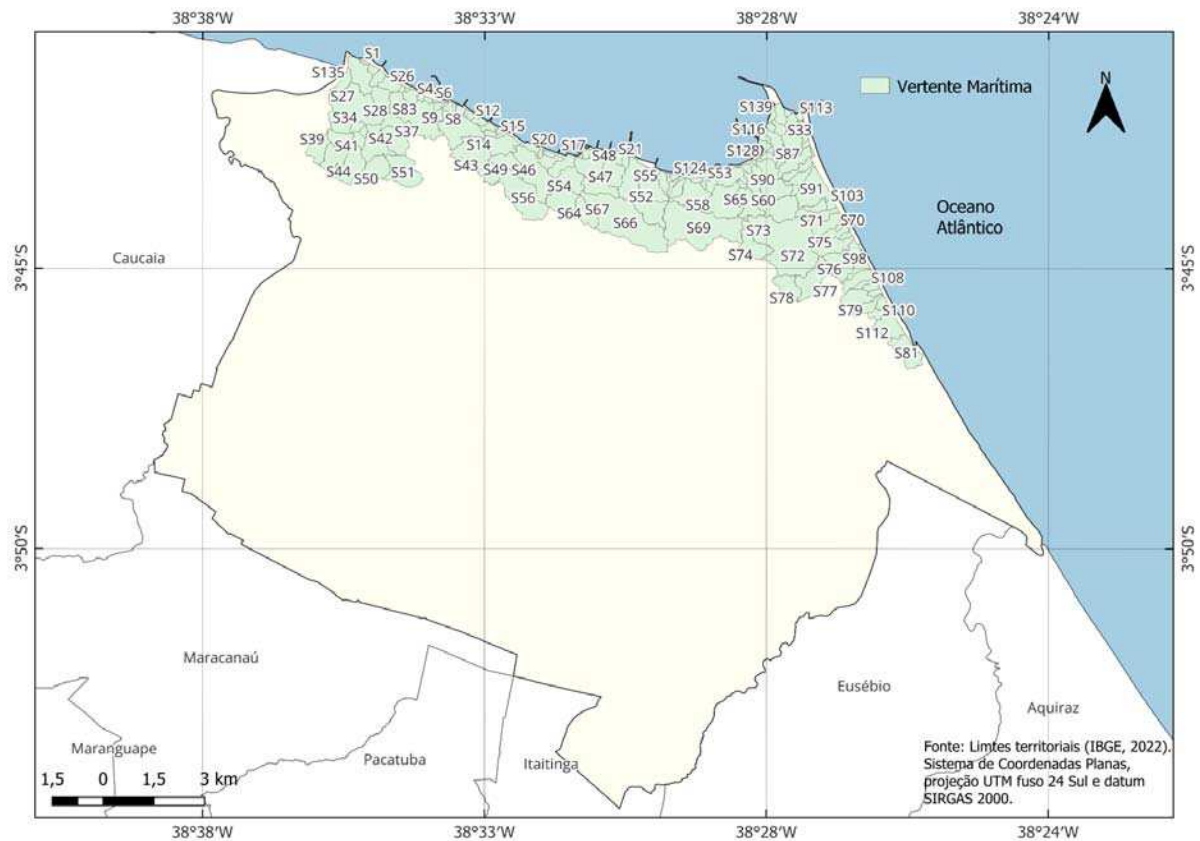 38°38'W 38°33'W 38°28'W 38°24'W
S1
S135 S26
S4 S6
S27
S28 S83
S34 S9 S8 S12
S15
S37
S39 S41 S42 S14
S20 S17
S48 S21
S43 S49 S46
S44 S50 S51
S47 S55
S54 S52
S56 S64 S67 S66
S139 S113
S116 S33
S128 S87
S124 S53
S90
S58 S65 S60 S91 S103
S69 S73 S71 S70
S75
S74 S72 S98
S76
S108
S78 S77
S79 S110
S112
S81
Vertente Marítima
N
Oceano
Atlântico
Caucaia
3°45'S 3°45'S
3°50'S 3°50'S
Maracanaú
Eusébio
Aquiraz
Maranguape
Pacatuba
Itaitinga
1,5 0 1,5 3 km
Fonte: Limtes territoriais (IBGE, 2022).
Sistema de Coordenadas Planas,
projeção UTM fuso 24 Sul e datum
SIRGAS 2000.
38°38'W 38°33'W 38°28'W 38°24'W